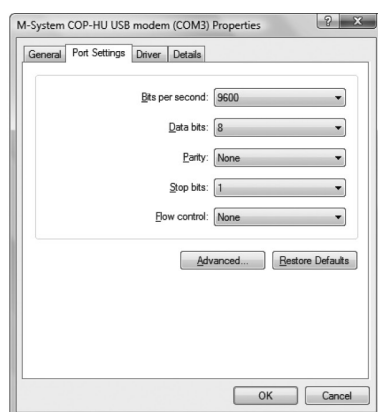 M-System COP-HU USB modem (COM3) Properties
General Port Settings Driver Details
Bits per second: 9600
Data bits: 8
Parity: None
Stop bits: 1
Flow control: None
Advanced... Restore Defaults
OK Cancel